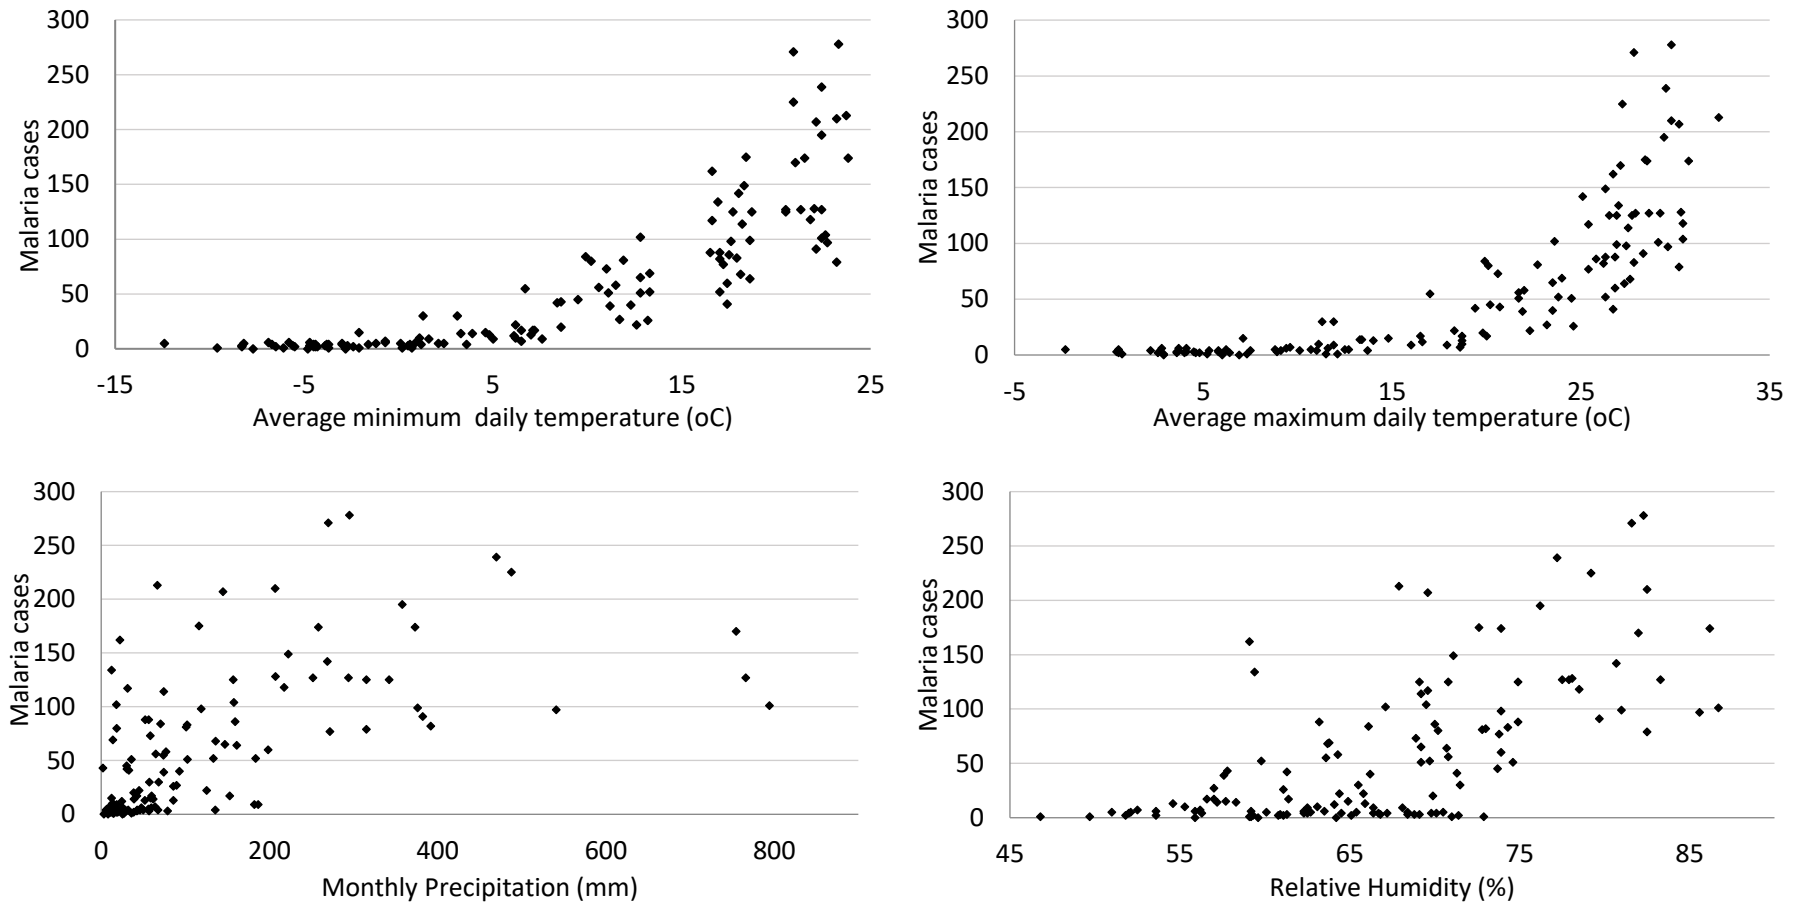 300
250
200
150
100
50
0
Malaria cases
-15 -5 5 15 25
Average minimum daily temperature (oC)
300
250
200
150
100
50
0
Malaria cases
-5 5 15 25 35
Average maximum daily temperature (oC)
300
250
200
150
100
50
0
Malaria cases
0 200 400 600 800
Monthly Precipitation (mm)
300
250
200
150
100
50
0
Malaria cases
45 55 65 75 85
Relative Humidity (%)